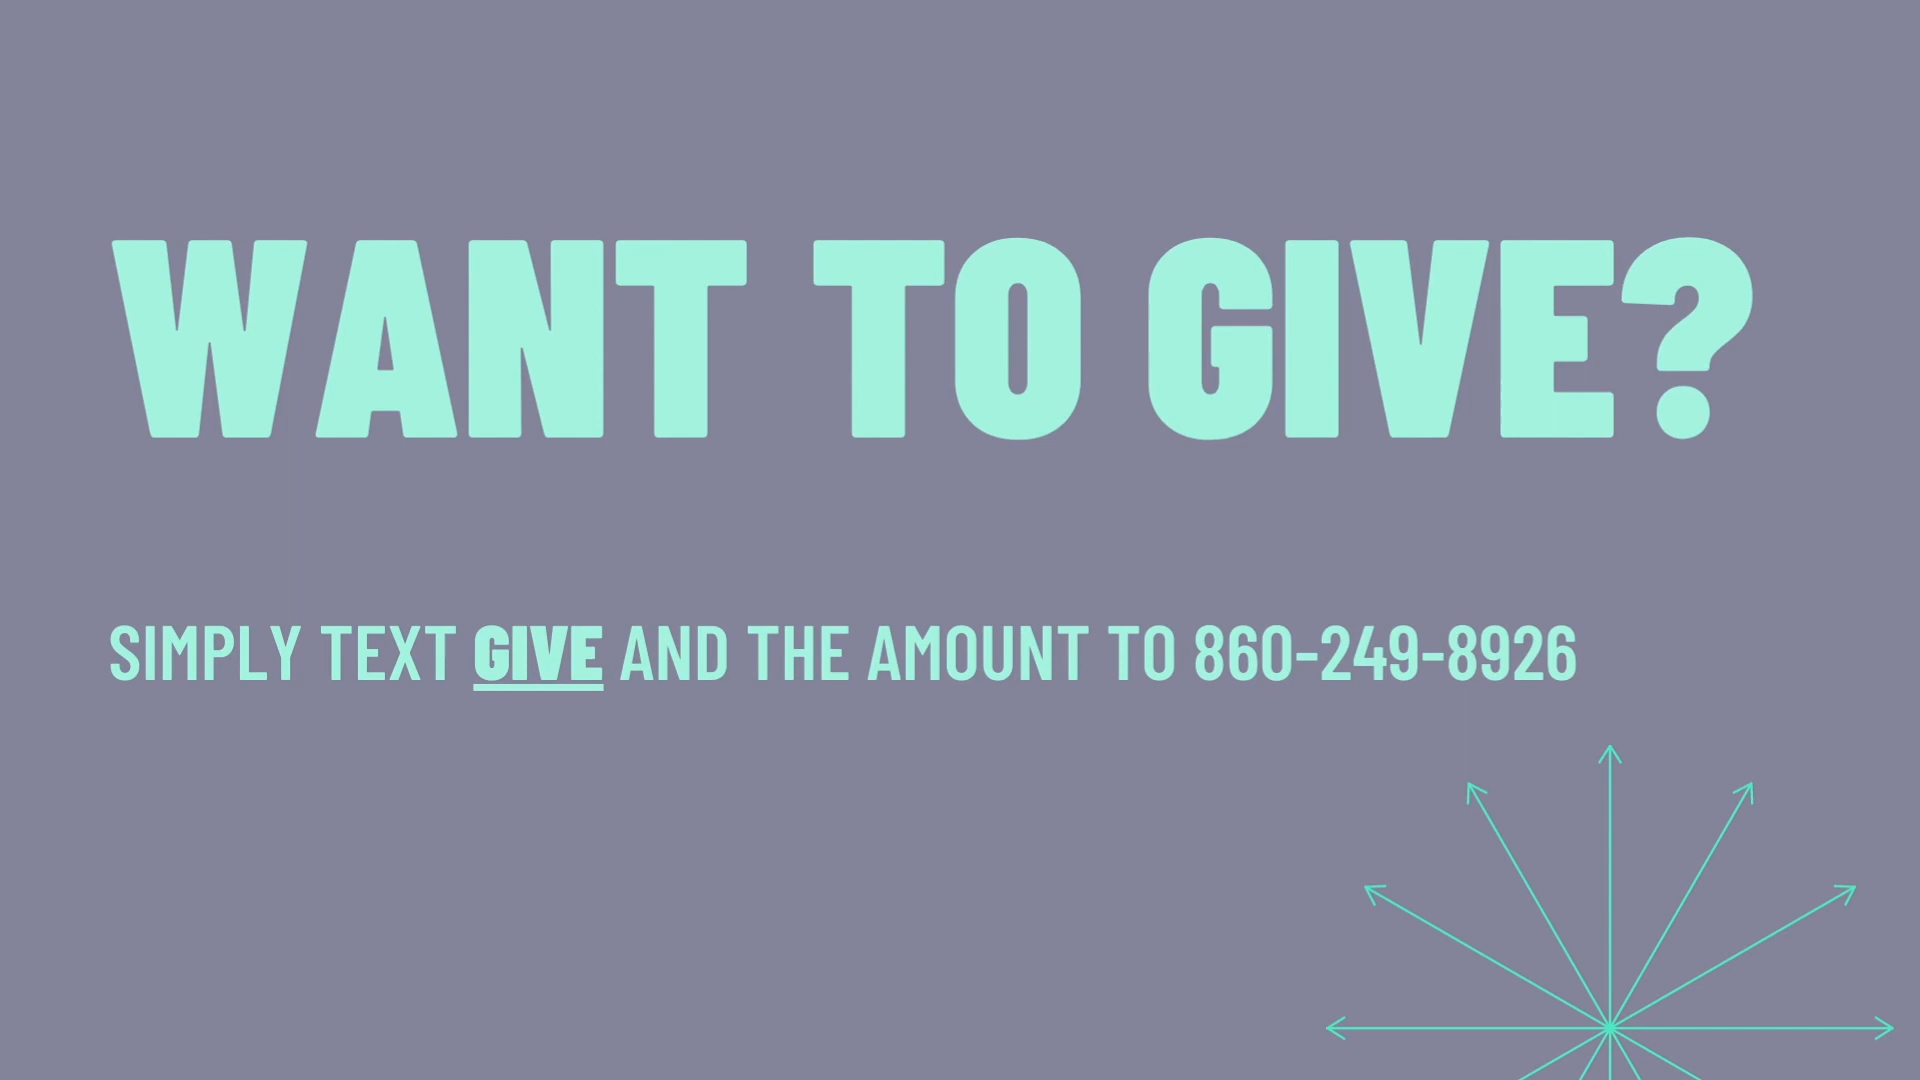 WANT TO GIVE?
SIMPLY TEXT GIVE AND THE AMOUNT TO 860-249-8926